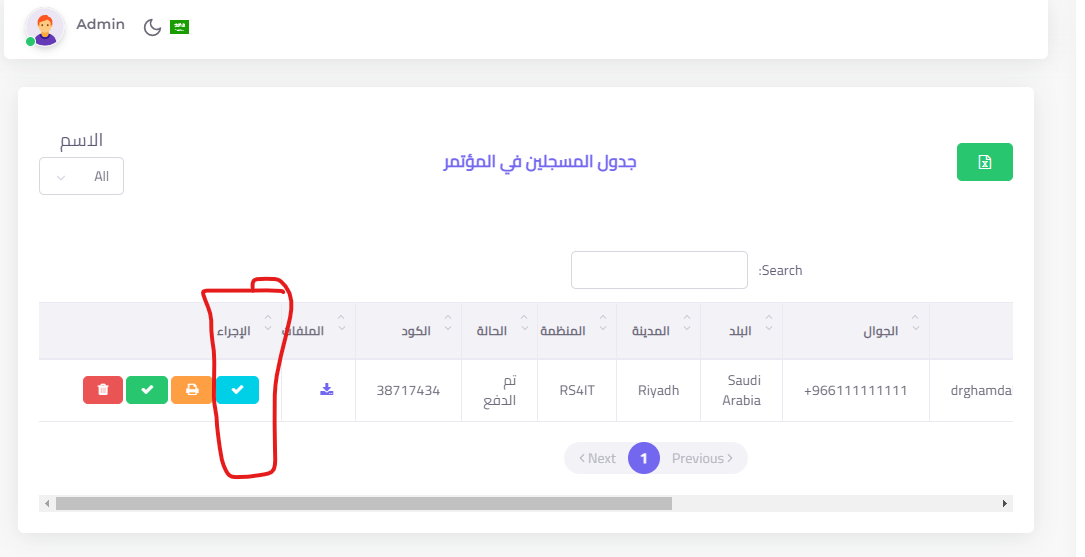 Admin
الاسم
All
جدول المسجلين في المؤتمر
Search:
الجوال
البلد
المدينة
المنظمة
الحالة
الكود
الملفات
الإجراء
drghamda
+966111111111
Saudi
Arabia
Riyadh
RS4IT
تم
الدفع
38717434
Previous
1
Next